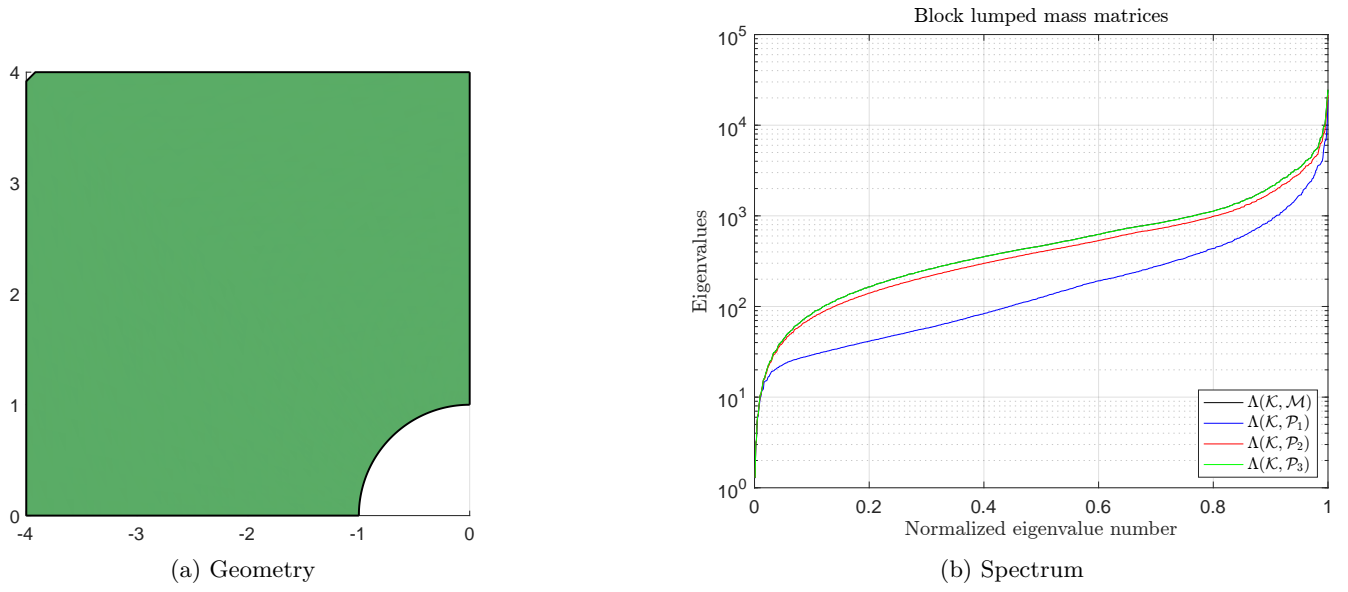 4
3
2
1
0
-4
-3
-2
-1
0
(a) Geometry
Block lumped mass matrices
10^5
10^4
10^3
10^2
10^1
10^0
Eigenvalues
0
0.2
0.4
0.6
0.8
1
Normalized eigenvalue number
Λ(𝒦, ℳ)
Λ(𝒦, 𝒫₁)
Λ(𝒦, 𝒫₂)
Λ(𝒦, 𝒫₃)
(b) Spectrum